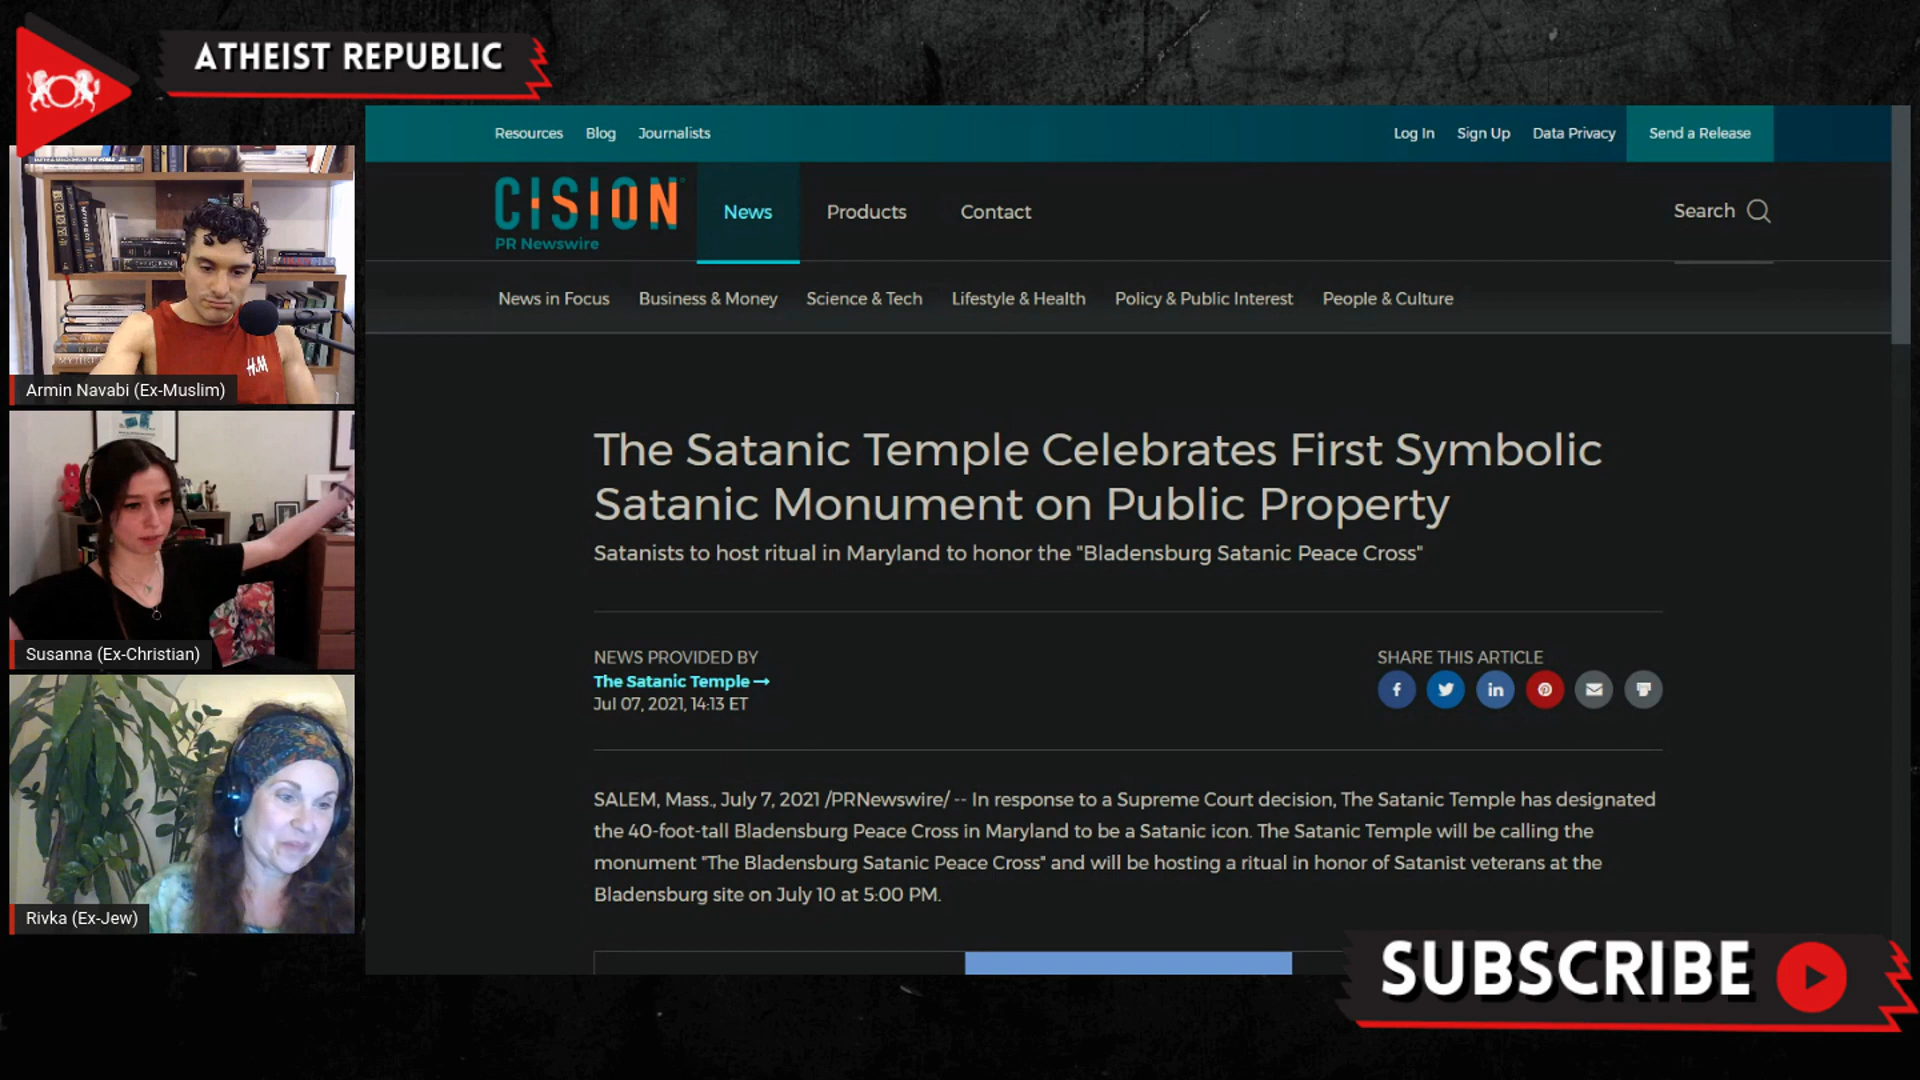 ATHEIST REPUBLIC
Resources Blog Journalists
Log In Sign Up Data Privacy Send a Release
CISION
PR Newswire
News Products Contact
Search
News in Focus Business & Money Science & Tech Lifestyle & Health Policy & Public Interest People & Culture
H&M
Armin Navabi (Ex-Muslim)
Susanna (Ex-Christian)
Rivka (Ex-Jew)
The Satanic Temple Celebrates First Symbolic
Satanic Monument on Public Property
Satanists to host ritual in Maryland to honor the "Bladensburg Satanic Peace Cross"
NEWS PROVIDED BY
The Satanic Temple →
Jul 07, 2021, 14:13 ET
SHARE THIS ARTICLE
SALEM, Mass., July 7, 2021 /PRNewswire/ -- In response to a Supreme Court decision, The Satanic Temple has designated
the 40-foot-tall Bladensburg Peace Cross in Maryland to be a Satanic icon. The Satanic Temple will be calling the
monument "The Bladensburg Satanic Peace Cross" and will be hosting a ritual in honor of Satanist veterans at the
Bladensburg site on July 10 at 5:00 PM.
SUBSCRIBE